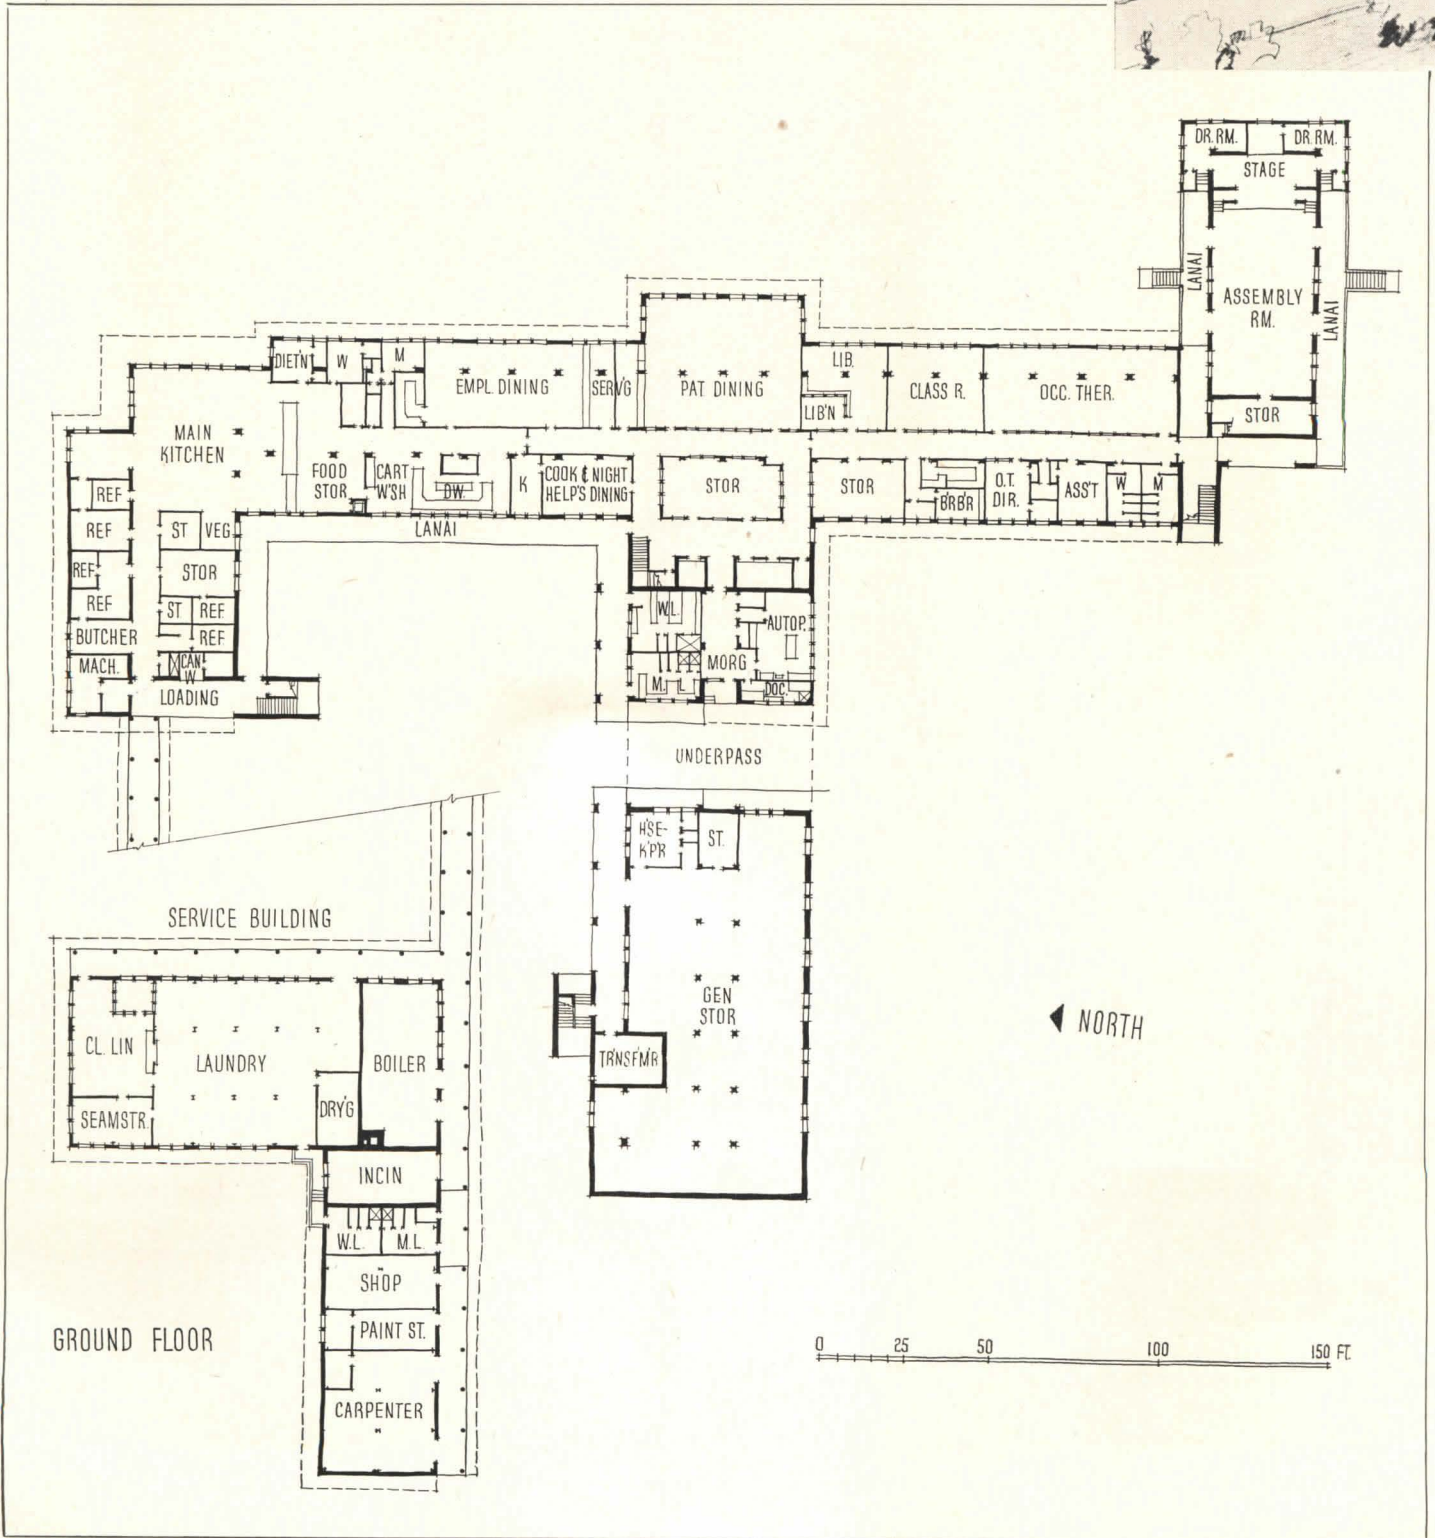 DR. RM.
DR. RM.
STAGE
LANAI
ASSEMBLY
RM.
LANAI
STOR
DIET'N
W
M
EMPL. DINING
SERV'G
PAT. DINING
LIB.
LIB'N
CLASS R.
OCC. THER.
MAIN
KITCHEN
FOOD
STOR
CART
W'SH
DW.
K
COOK & NIGHT
HELP'S DINING
STOR
STOR
B'RB'R
O.T.
DIR.
ASS'T
W
M
LANAI
REF
REF
ST
VEG
REF
STOR
REF
ST
REF
BUTCHER
REF
MACH.
CAN
W
LOADING
W.L.
AUTOP.
MORG
M. L.
DOC.
UNDERPASS
H'SE-
K'P'R
ST.
SERVICE BUILDING
GEN
STOR
TR'NSF'M'R
NORTH
CL. LIN
LAUNDRY
BOILER
SEAMSTR.
DRY'G
INCIN
W.L.
M.L.
SHOP
PAINT ST.
CARPENTER
GROUND FLOOR
0 25 50 100 150 FT.